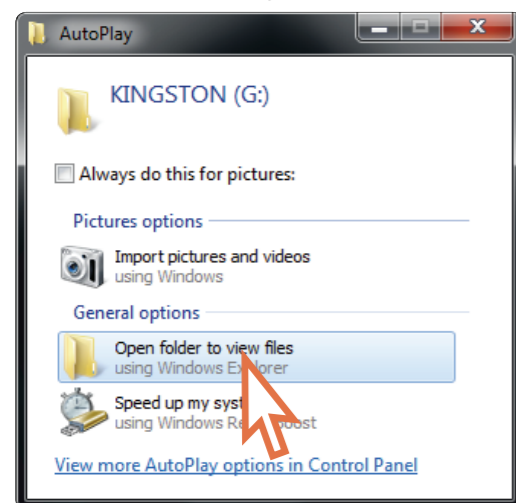 AutoPlay
KINGSTON (G:)
Always do this for pictures:
Pictures options
Import pictures and videos
using Windows
General options
Open folder to view files
using Windows Explorer
Speed up my
using Windows
View more AutoPlay options in Control Panel